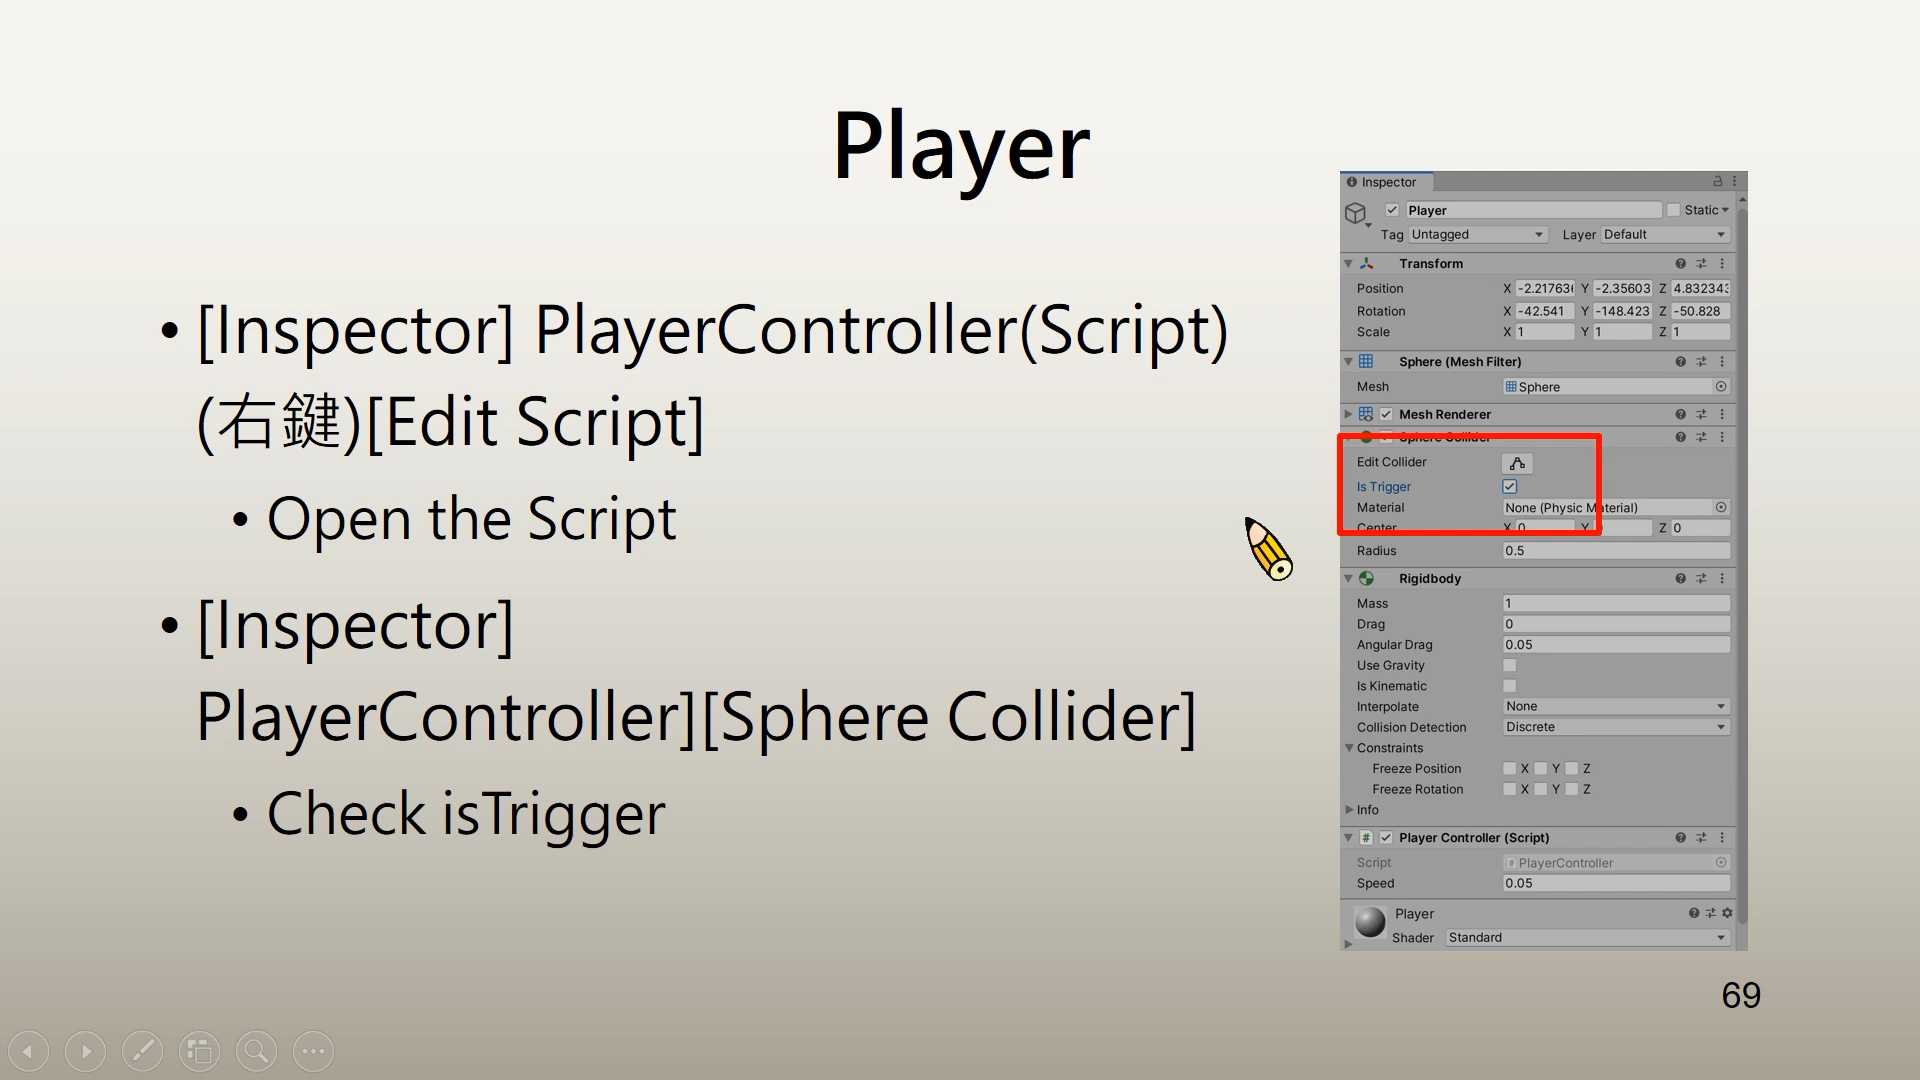 Player
• [Inspector] PlayerController(Script)
(右鍵)[Edit Script]
• Open the Script
• [Inspector]
PlayerController][Sphere Collider]
• Check isTrigger
Inspector
Player Static
Tag Untagged Layer Default
Transform
Position X -2.21763 Y -2.35603 Z 4.83234
Rotation X -42.541 Y -148.423 Z -50.828
Scale X 1 Y 1 Z 1
Sphere (Mesh Filter)
Mesh Sphere
Mesh Renderer
Sphere Collider
Edit Collider
Is Trigger
Material None (Physic Material)
Center X 0 Y Z 0
Radius 0.5
Rigidbody
Mass 1
Drag 0
Angular Drag 0.05
Use Gravity
Is Kinematic
Interpolate None
Collision Detection Discrete
Constraints
Freeze Position X Y Z
Freeze Rotation X Y Z
Info
# Player Controller (Script)
Script PlayerController
Speed 0.05
Player
Shader Standard
69